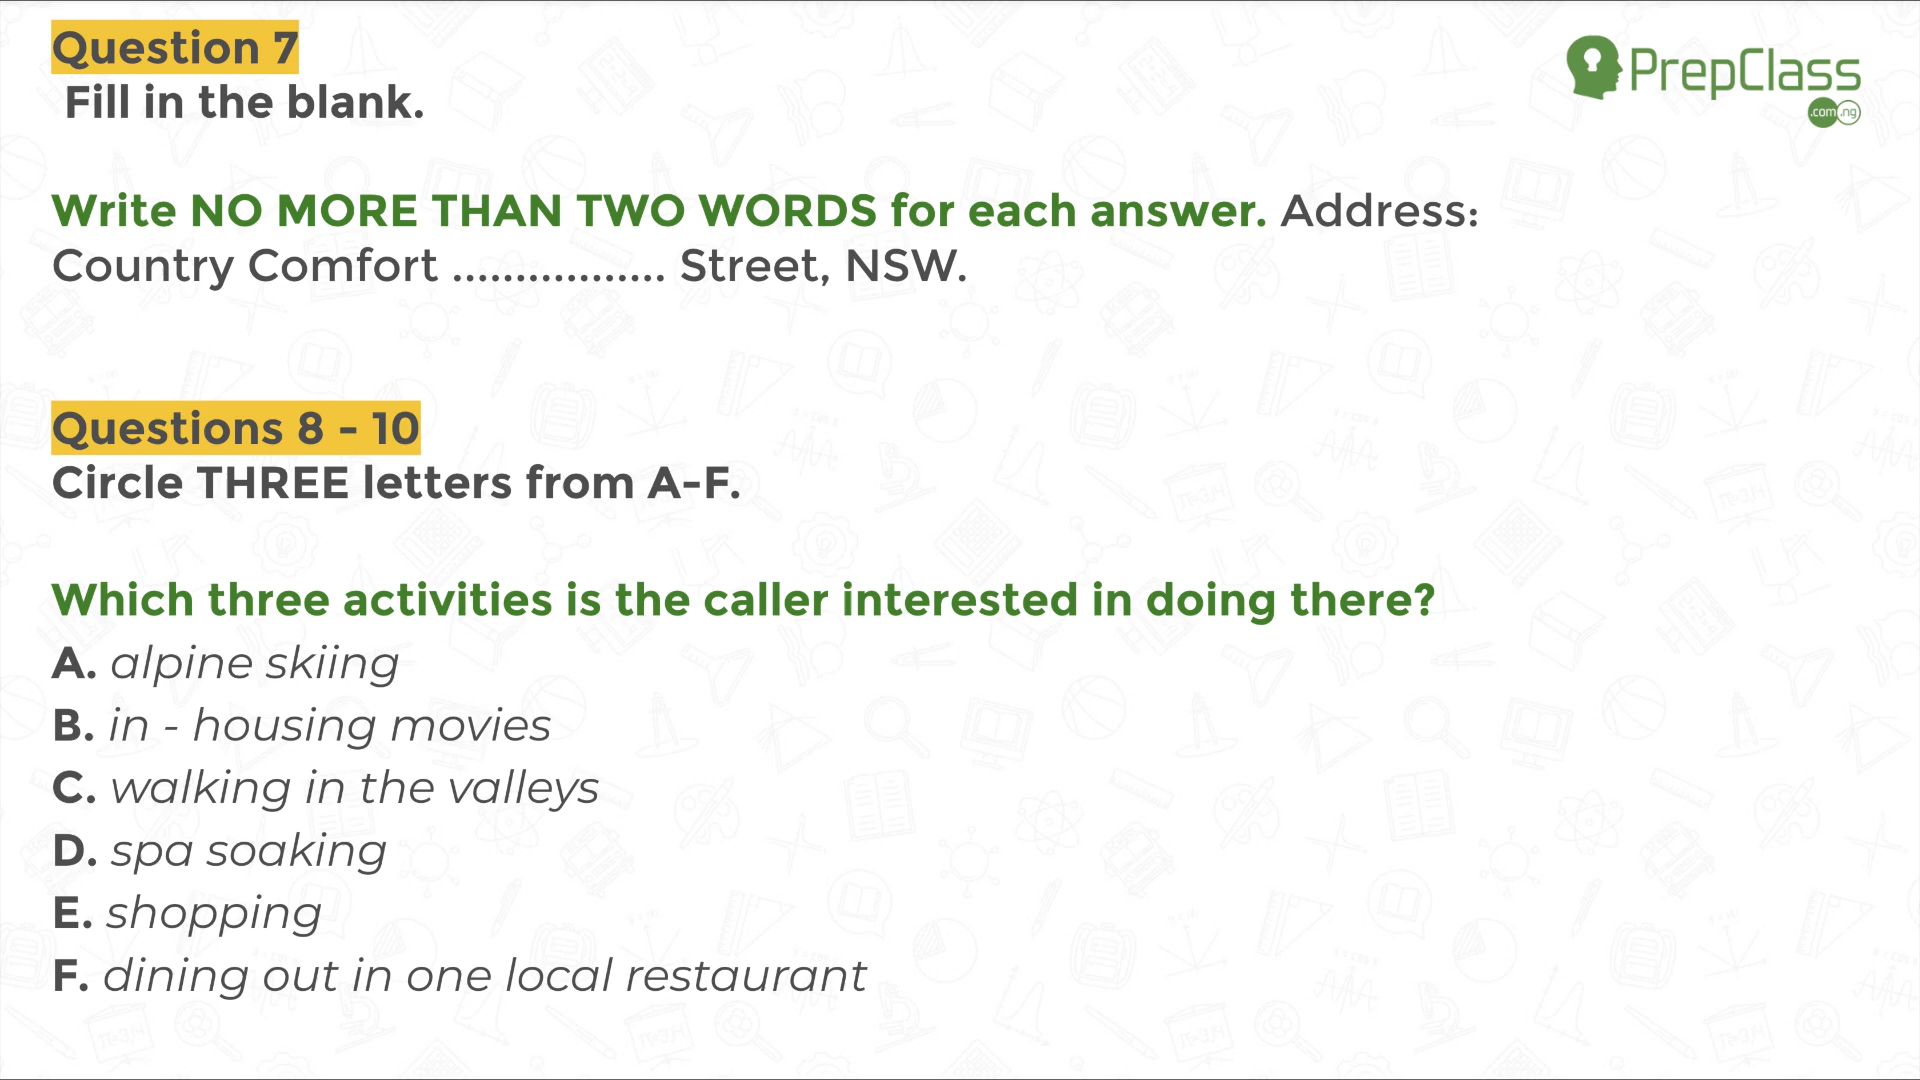 Question 7
Fill in the blank.
PrepClass
.com.ng
Write NO MORE THAN TWO WORDS for each answer. Address:
Country Comfort ................. Street, NSW.
Questions 8 - 10
Circle THREE letters from A-F.
Which three activities is the caller interested in doing there?
A. alpine skiing
B. in - housing movies
C. walking in the valleys
D. spa soaking
E. shopping
F. dining out in one local restaurant